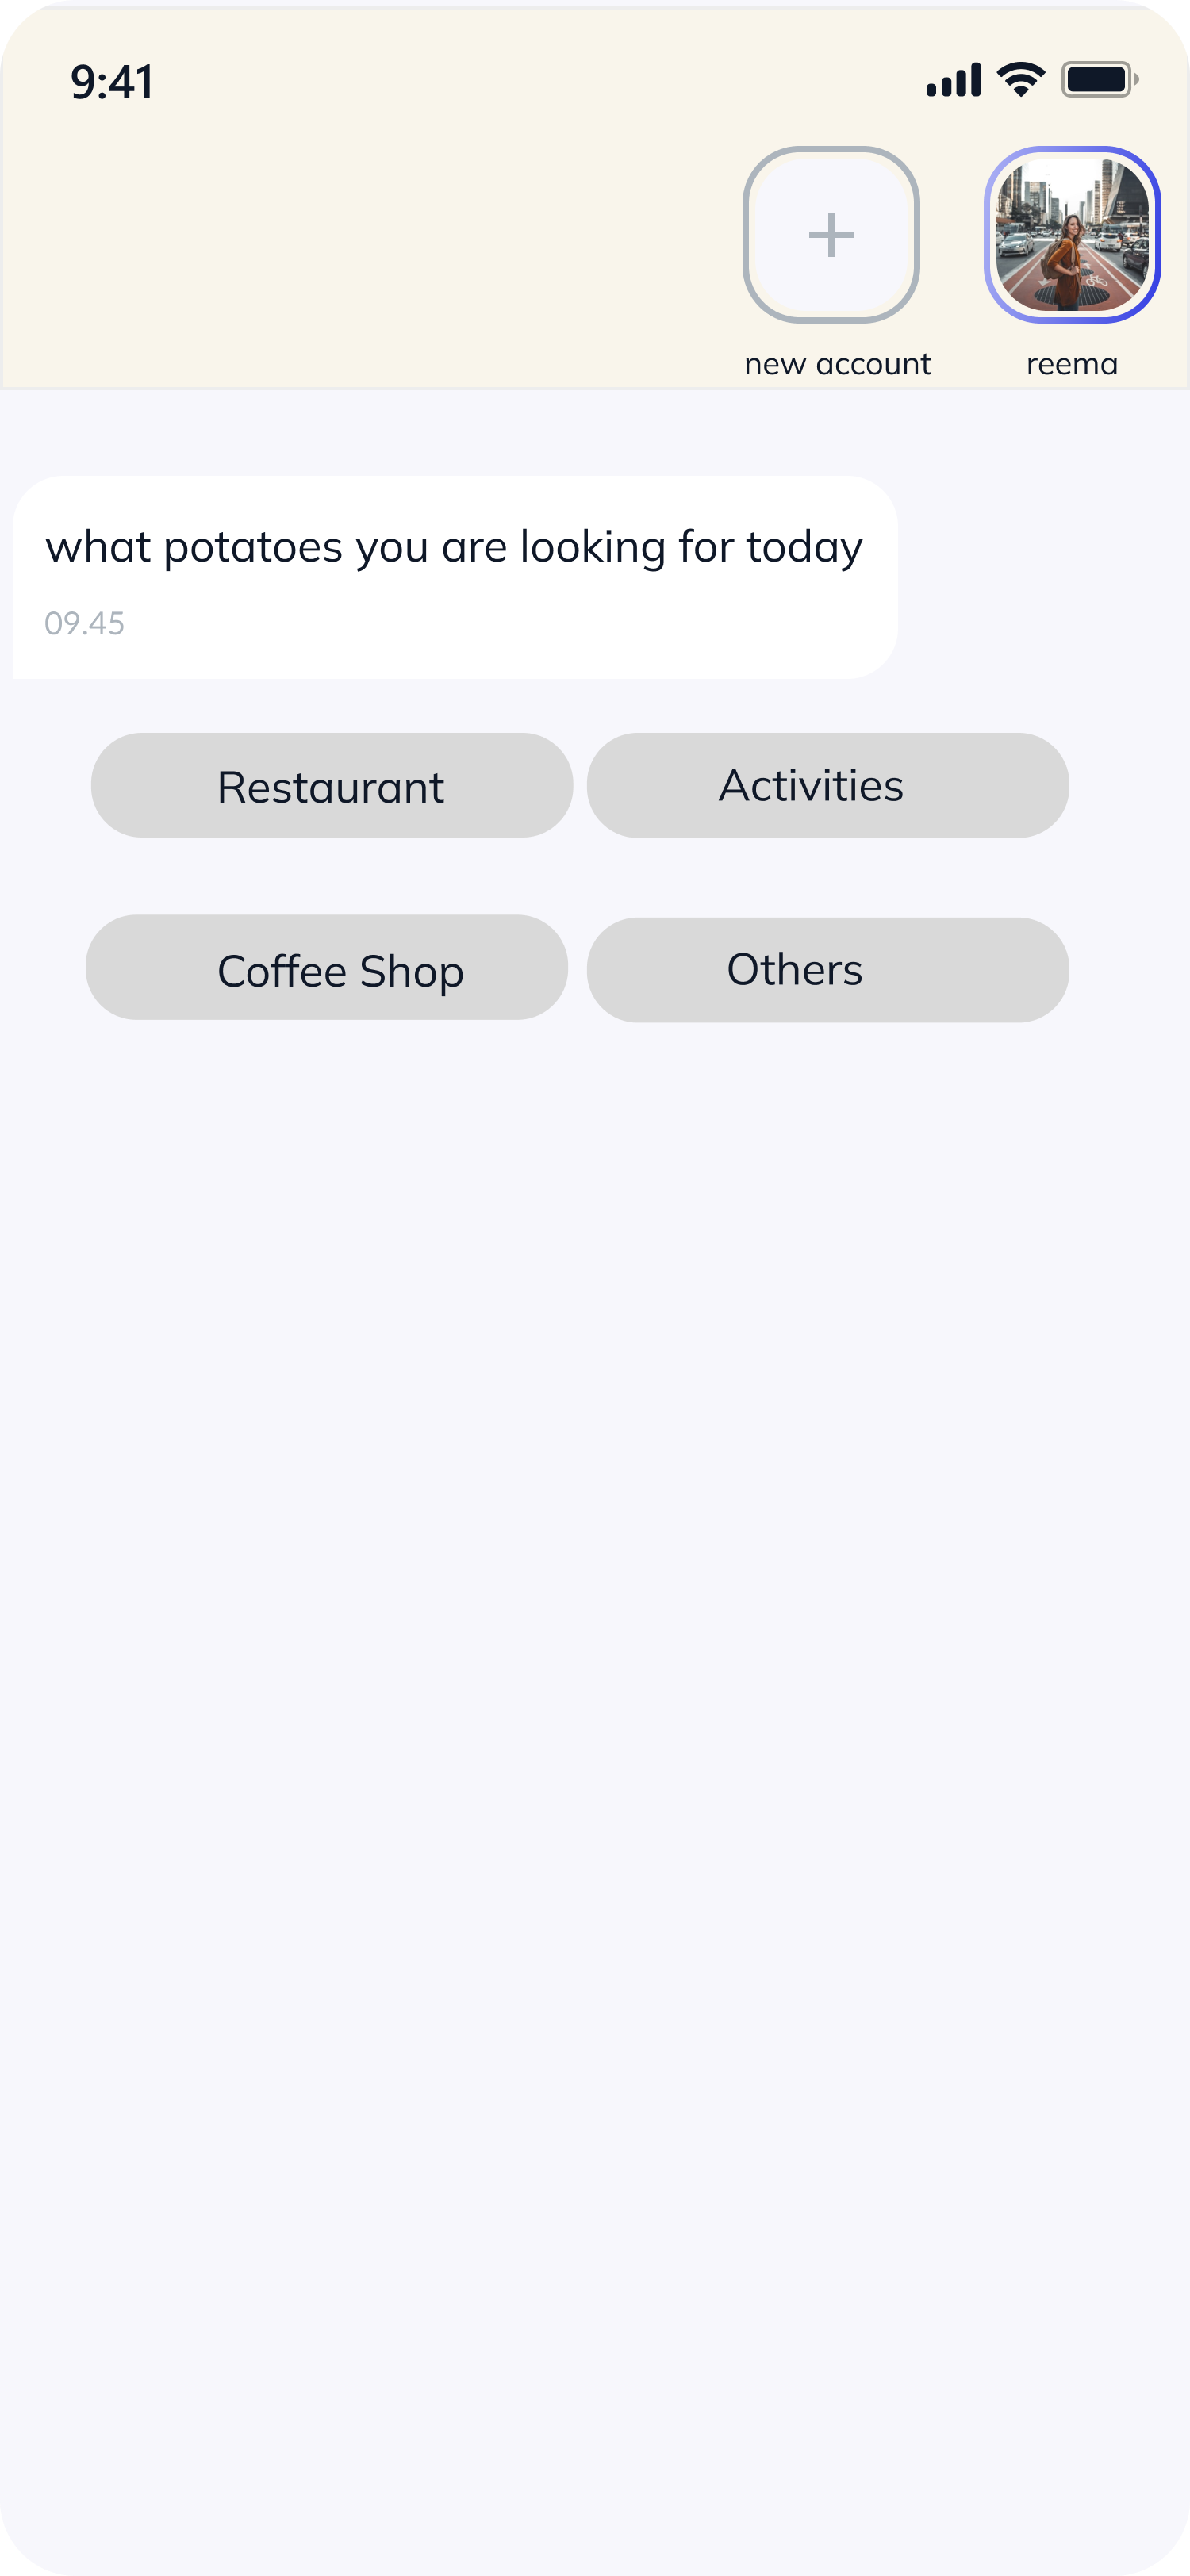 9:41
new account
reema
what potatoes you are looking for today
09.45
Restaurant
Activities
Coffee Shop
Others